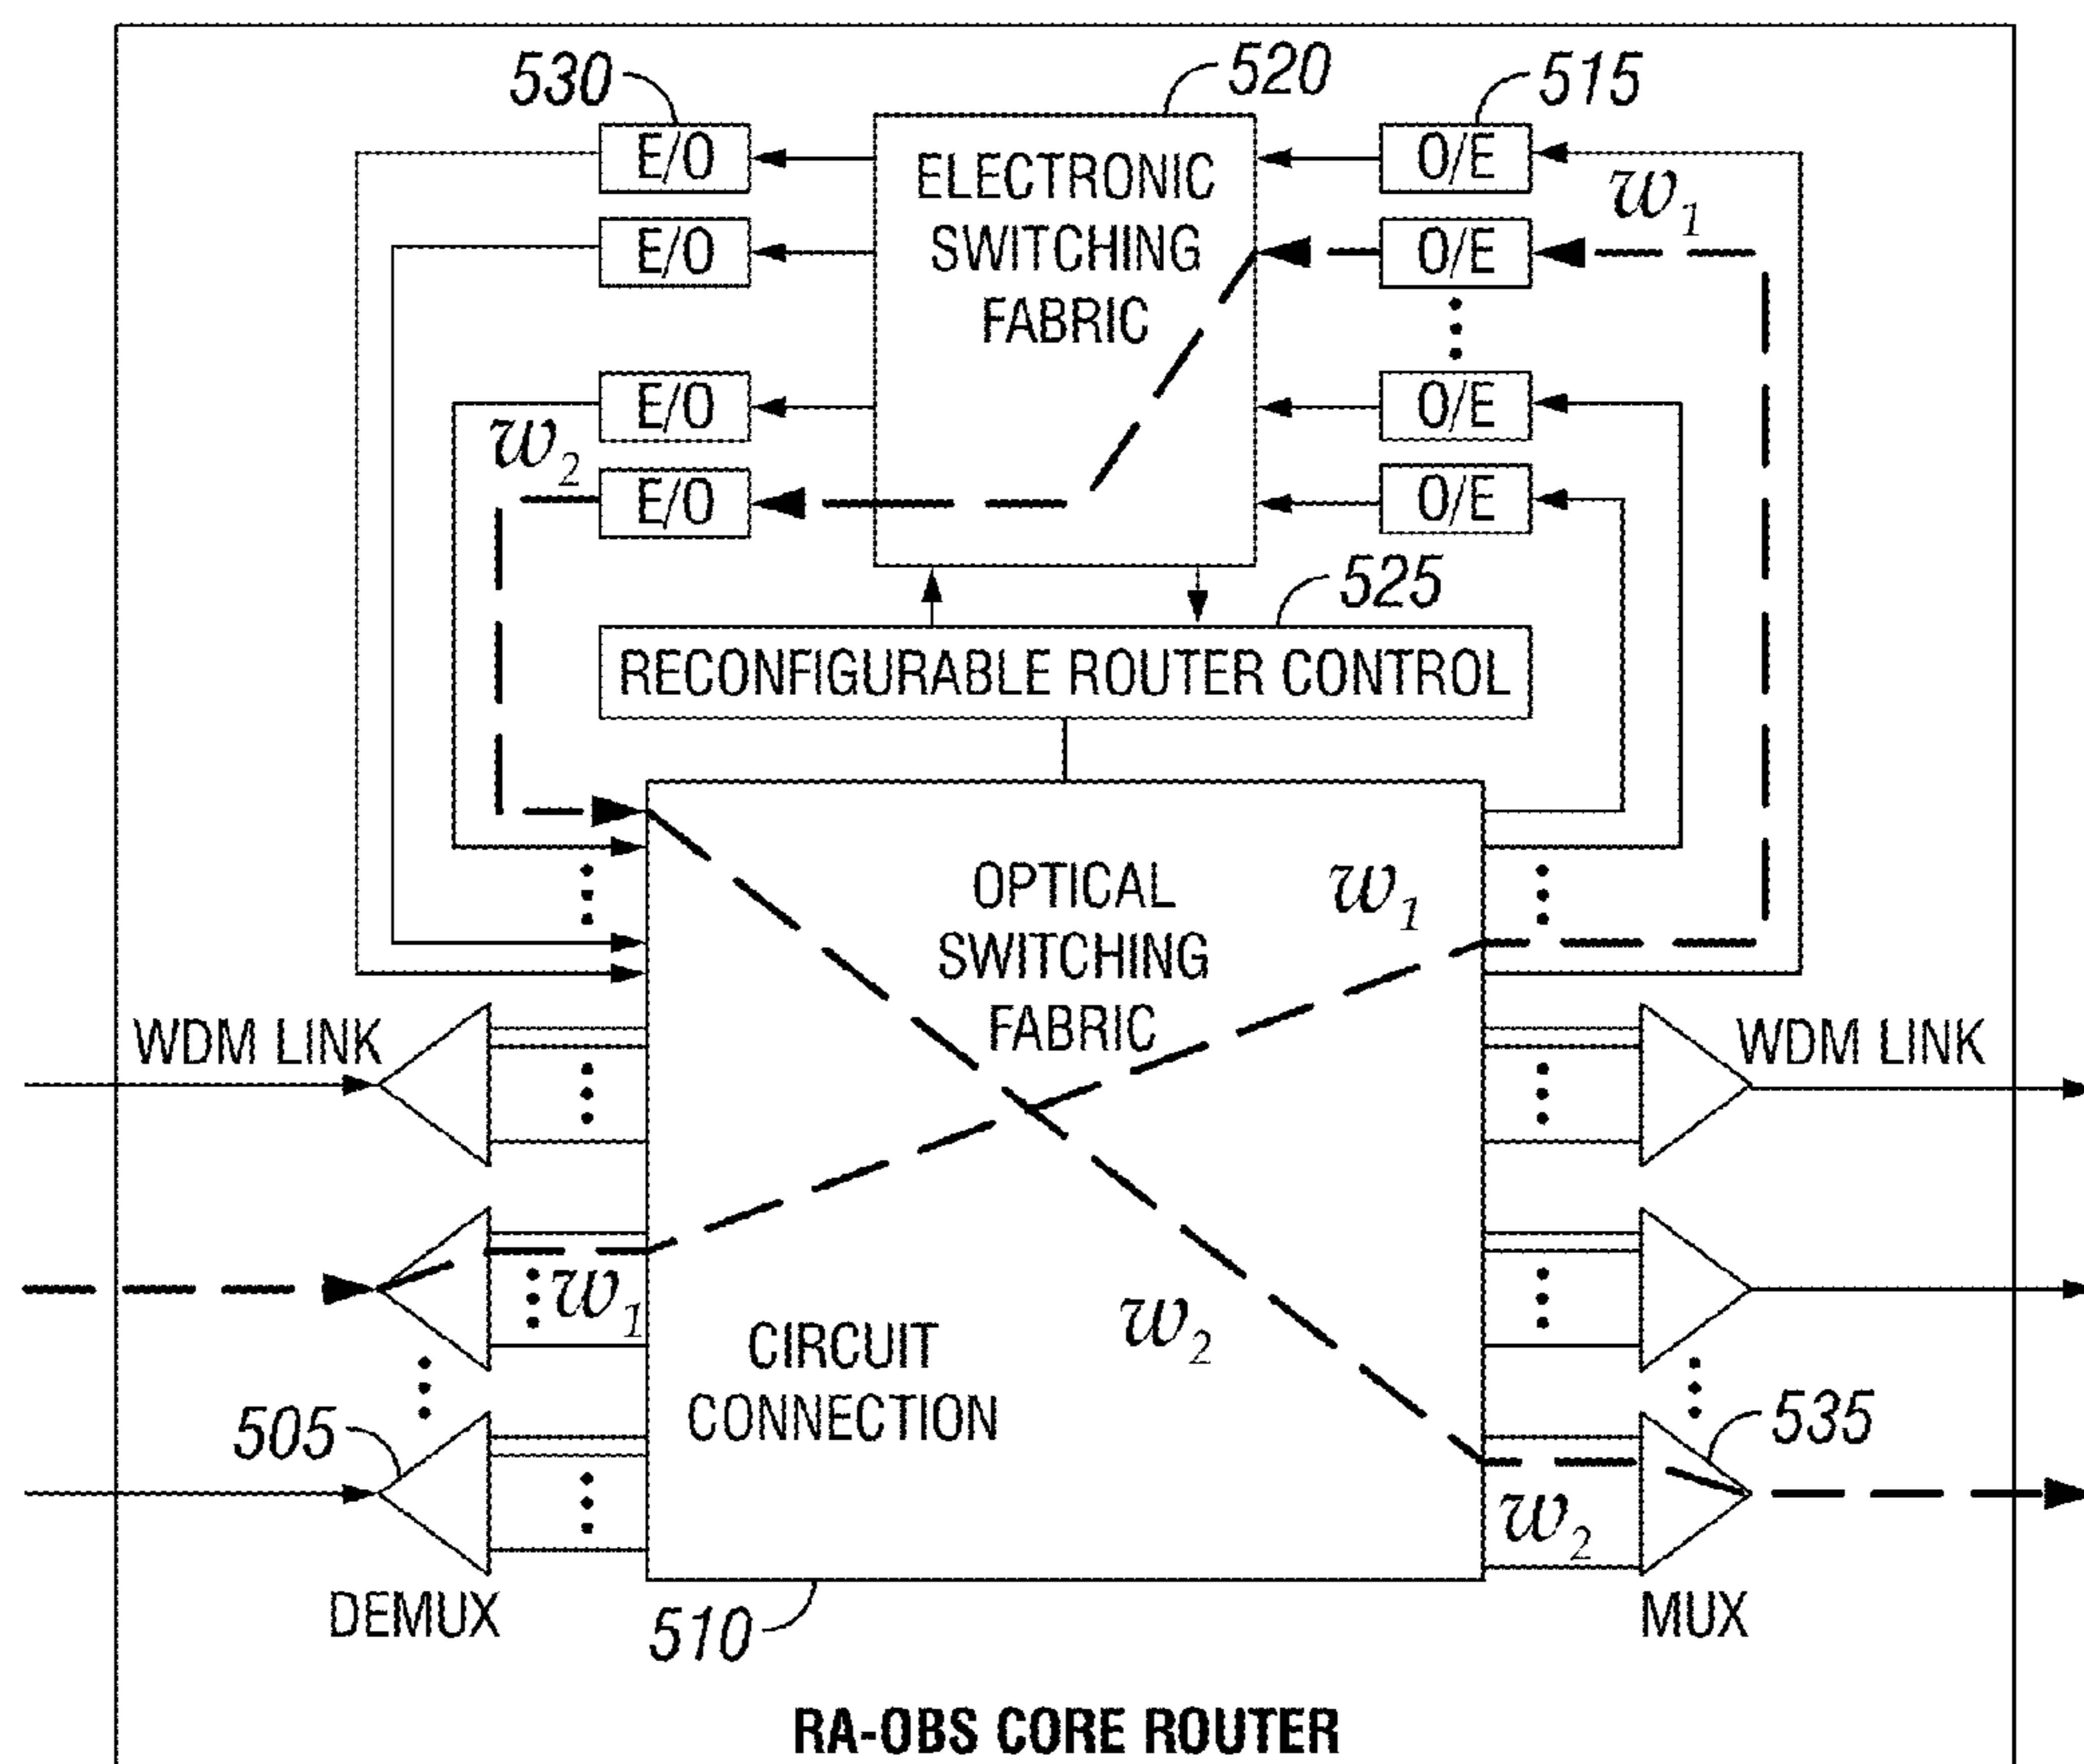 530
520
515
E/O
ELECTRONIC
SWITCHING
FABRIC
O/E
w1
E/O
O/E
E/O
O/E
w2
E/O
O/E
525
RECONFIGURABLE ROUTER CONTROL
OPTICAL
SWITCHING
FABRIC
w1
WDM LINK
WDM LINK
w1
w2
CIRCUIT
CONNECTION
505
535
w2
DEMUX
510
MUX
RA-OBS CORE ROUTER